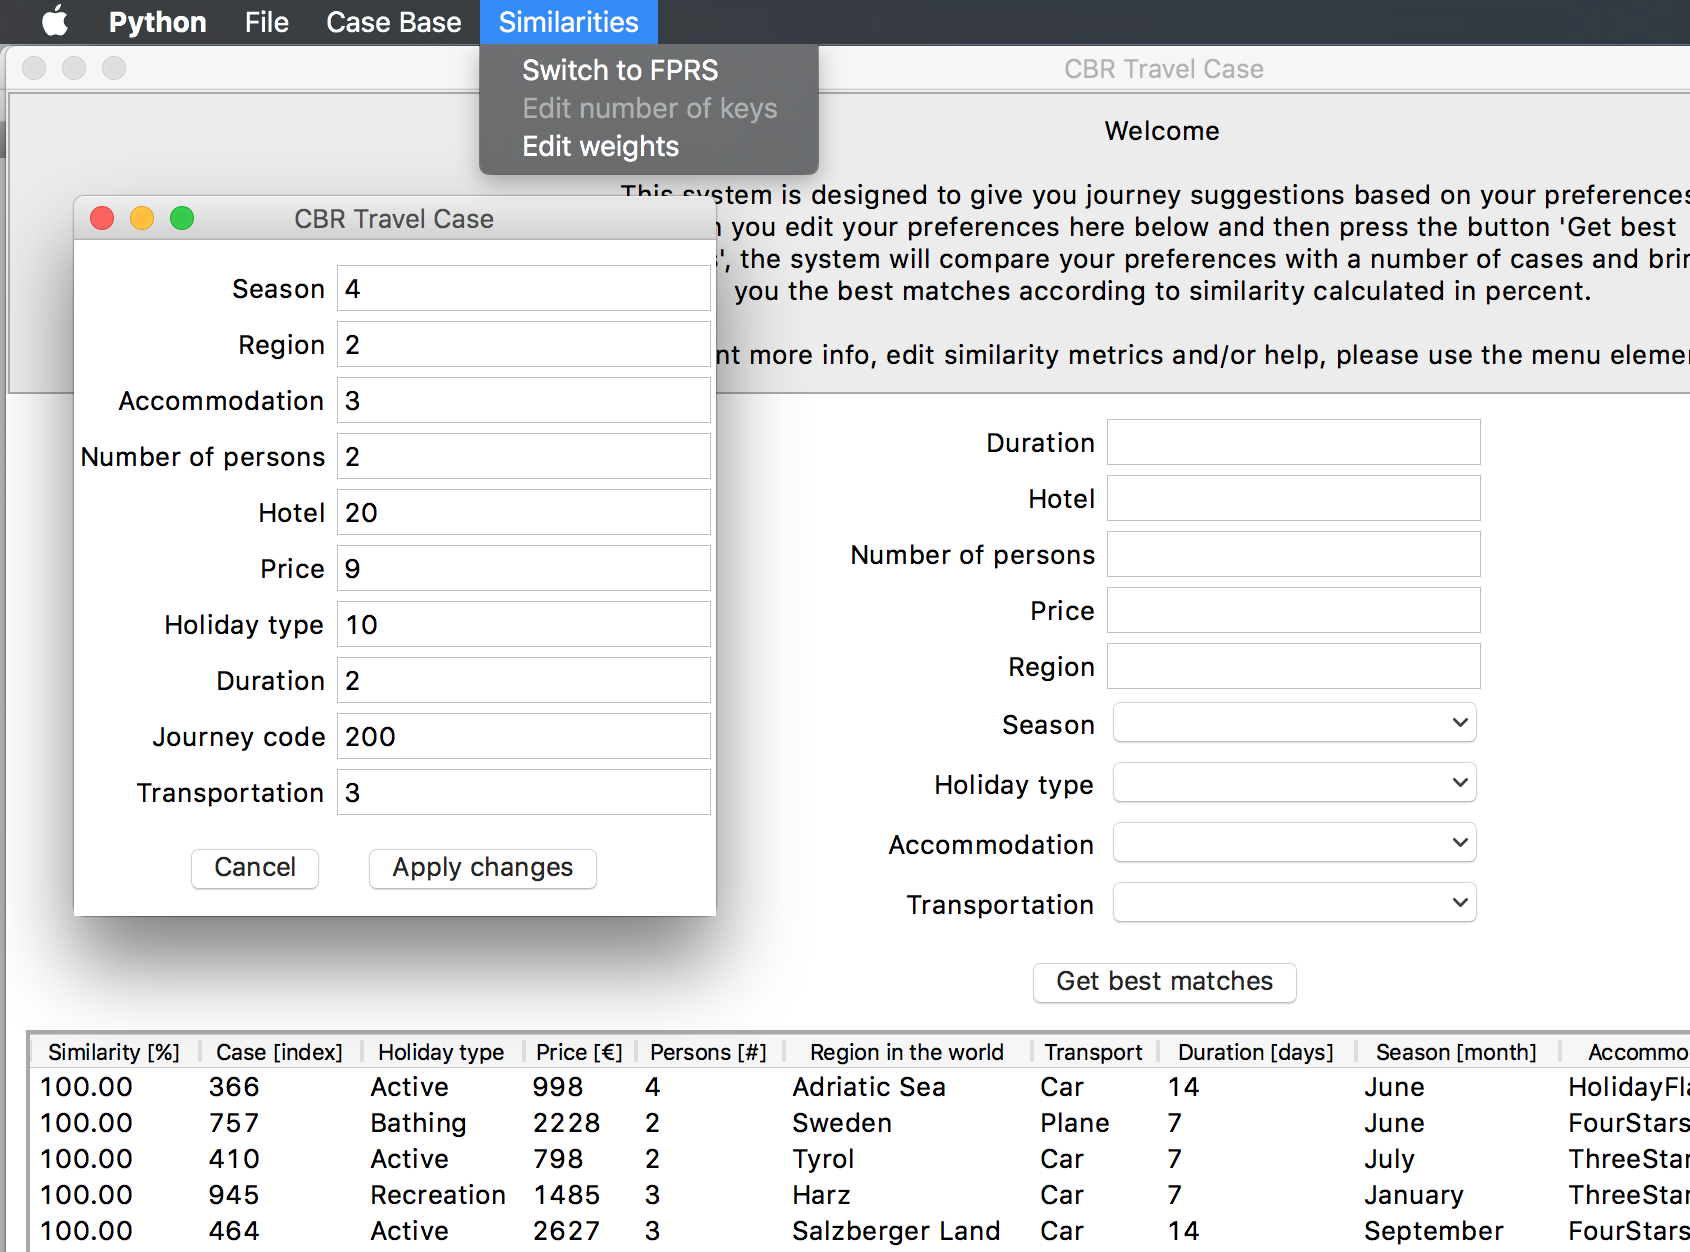 Python File Case Base Similarities
Switch to FPRS
Edit number of keys
Edit weights
CBR Travel Case
Welcome
This system is designed to give you journey suggestions based on your preferences
you edit your preferences here below and then press the button 'Get best
', the system will compare your preferences with a number of cases and
you the best matches according to similarity calculated in percent.
more info, edit similarity metrics and/or help, please use the menu
CBR Travel Case
Season 4
Region 2
Accommodation 3
Number of persons 2
Hotel 20
Price 9
Holiday type 10
Duration 2
Journey code 200
Transportation 3
Cancel Apply changes
Duration
Hotel
Number of persons
Price
Region
Season
Holiday type
Accommodation
Transportation
Get best matches
Similarity [%] Case [index] Holiday type Price [€] Persons [#] Region in the world Transport Duration [days] Season [month] Accommo
100.00 366 Active 998 4 Adriatic Sea Car 14 June HolidayFla
100.00 757 Bathing 2228 2 Sweden Plane 7 June FourStars
100.00 410 Active 798 2 Tyrol Car 7 July ThreeStar
100.00 945 Recreation 1485 3 Harz Car 7 January ThreeStar
100.00 464 Active 2627 3 Salzberger Land Car 14 September FourStars